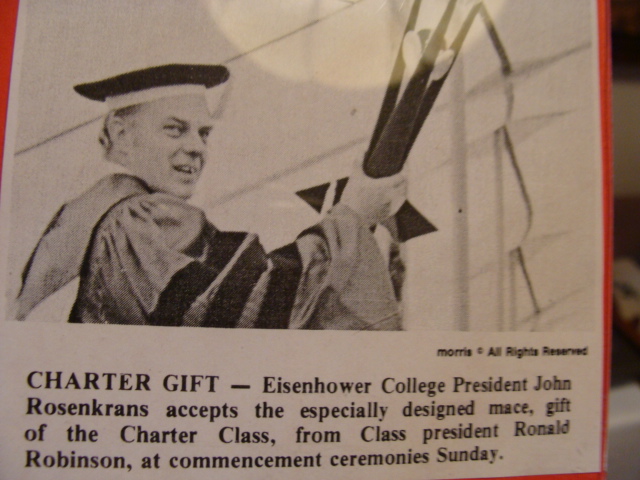 morris © All Rights Reserved
CHARTER GIFT — Eisenhower College President John
Rosenkrans accepts the especially designed mace, gift
of the Charter Class, from Class president Ronald
Robinson, at commencement ceremonies Sunday.